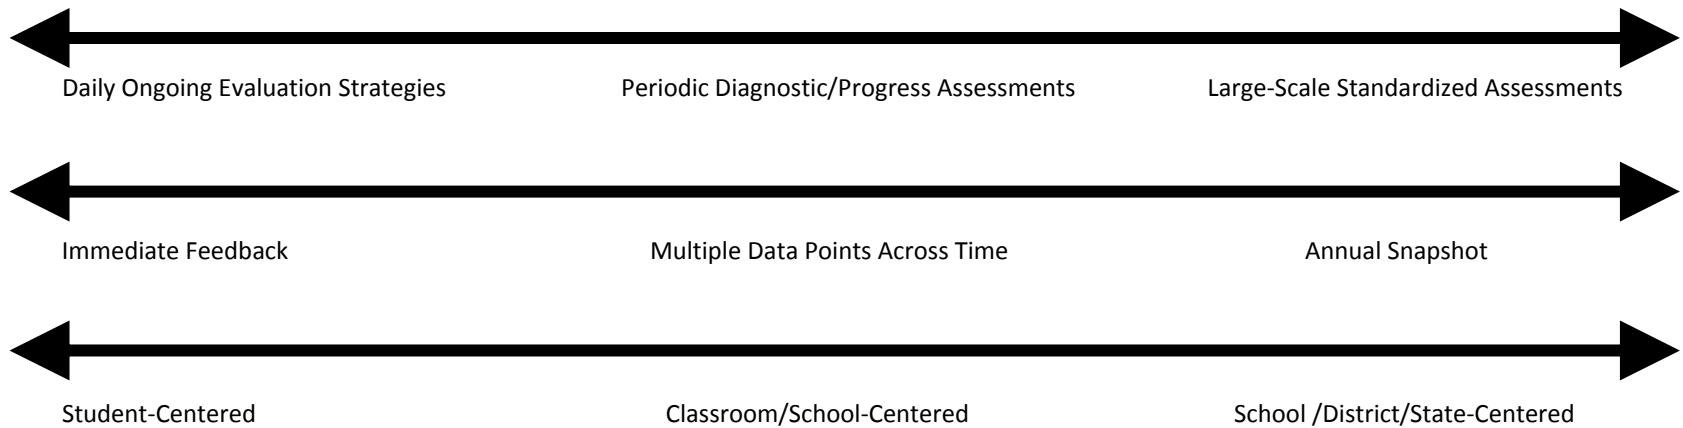 Daily Ongoing Evaluation Strategies Periodic Diagnostic/Progress Assessments Large-Scale Standardized Assessments
Immediate Feedback Multiple Data Points Across Time Annual Snapshot
Student-Centered Classroom/School-Centered School /District/State-Centered